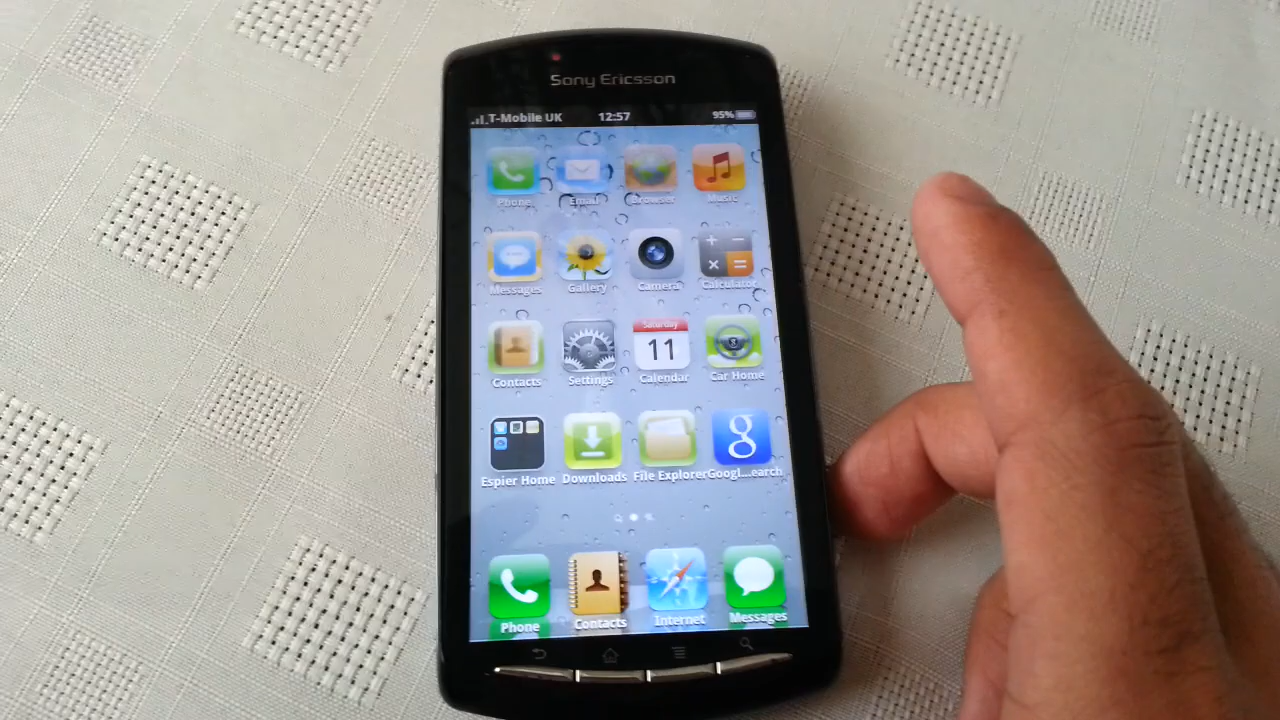 Sony Ericsson
T-Mobile UK 12:57 95%
Phone Email Browser Music
Messages Gallery Camera Calculator
Saturday
11
Contacts Settings Calendar Car Home
g
Espier Home Downloads File Explorer Googl...earch
Phone Contacts Internet Messages